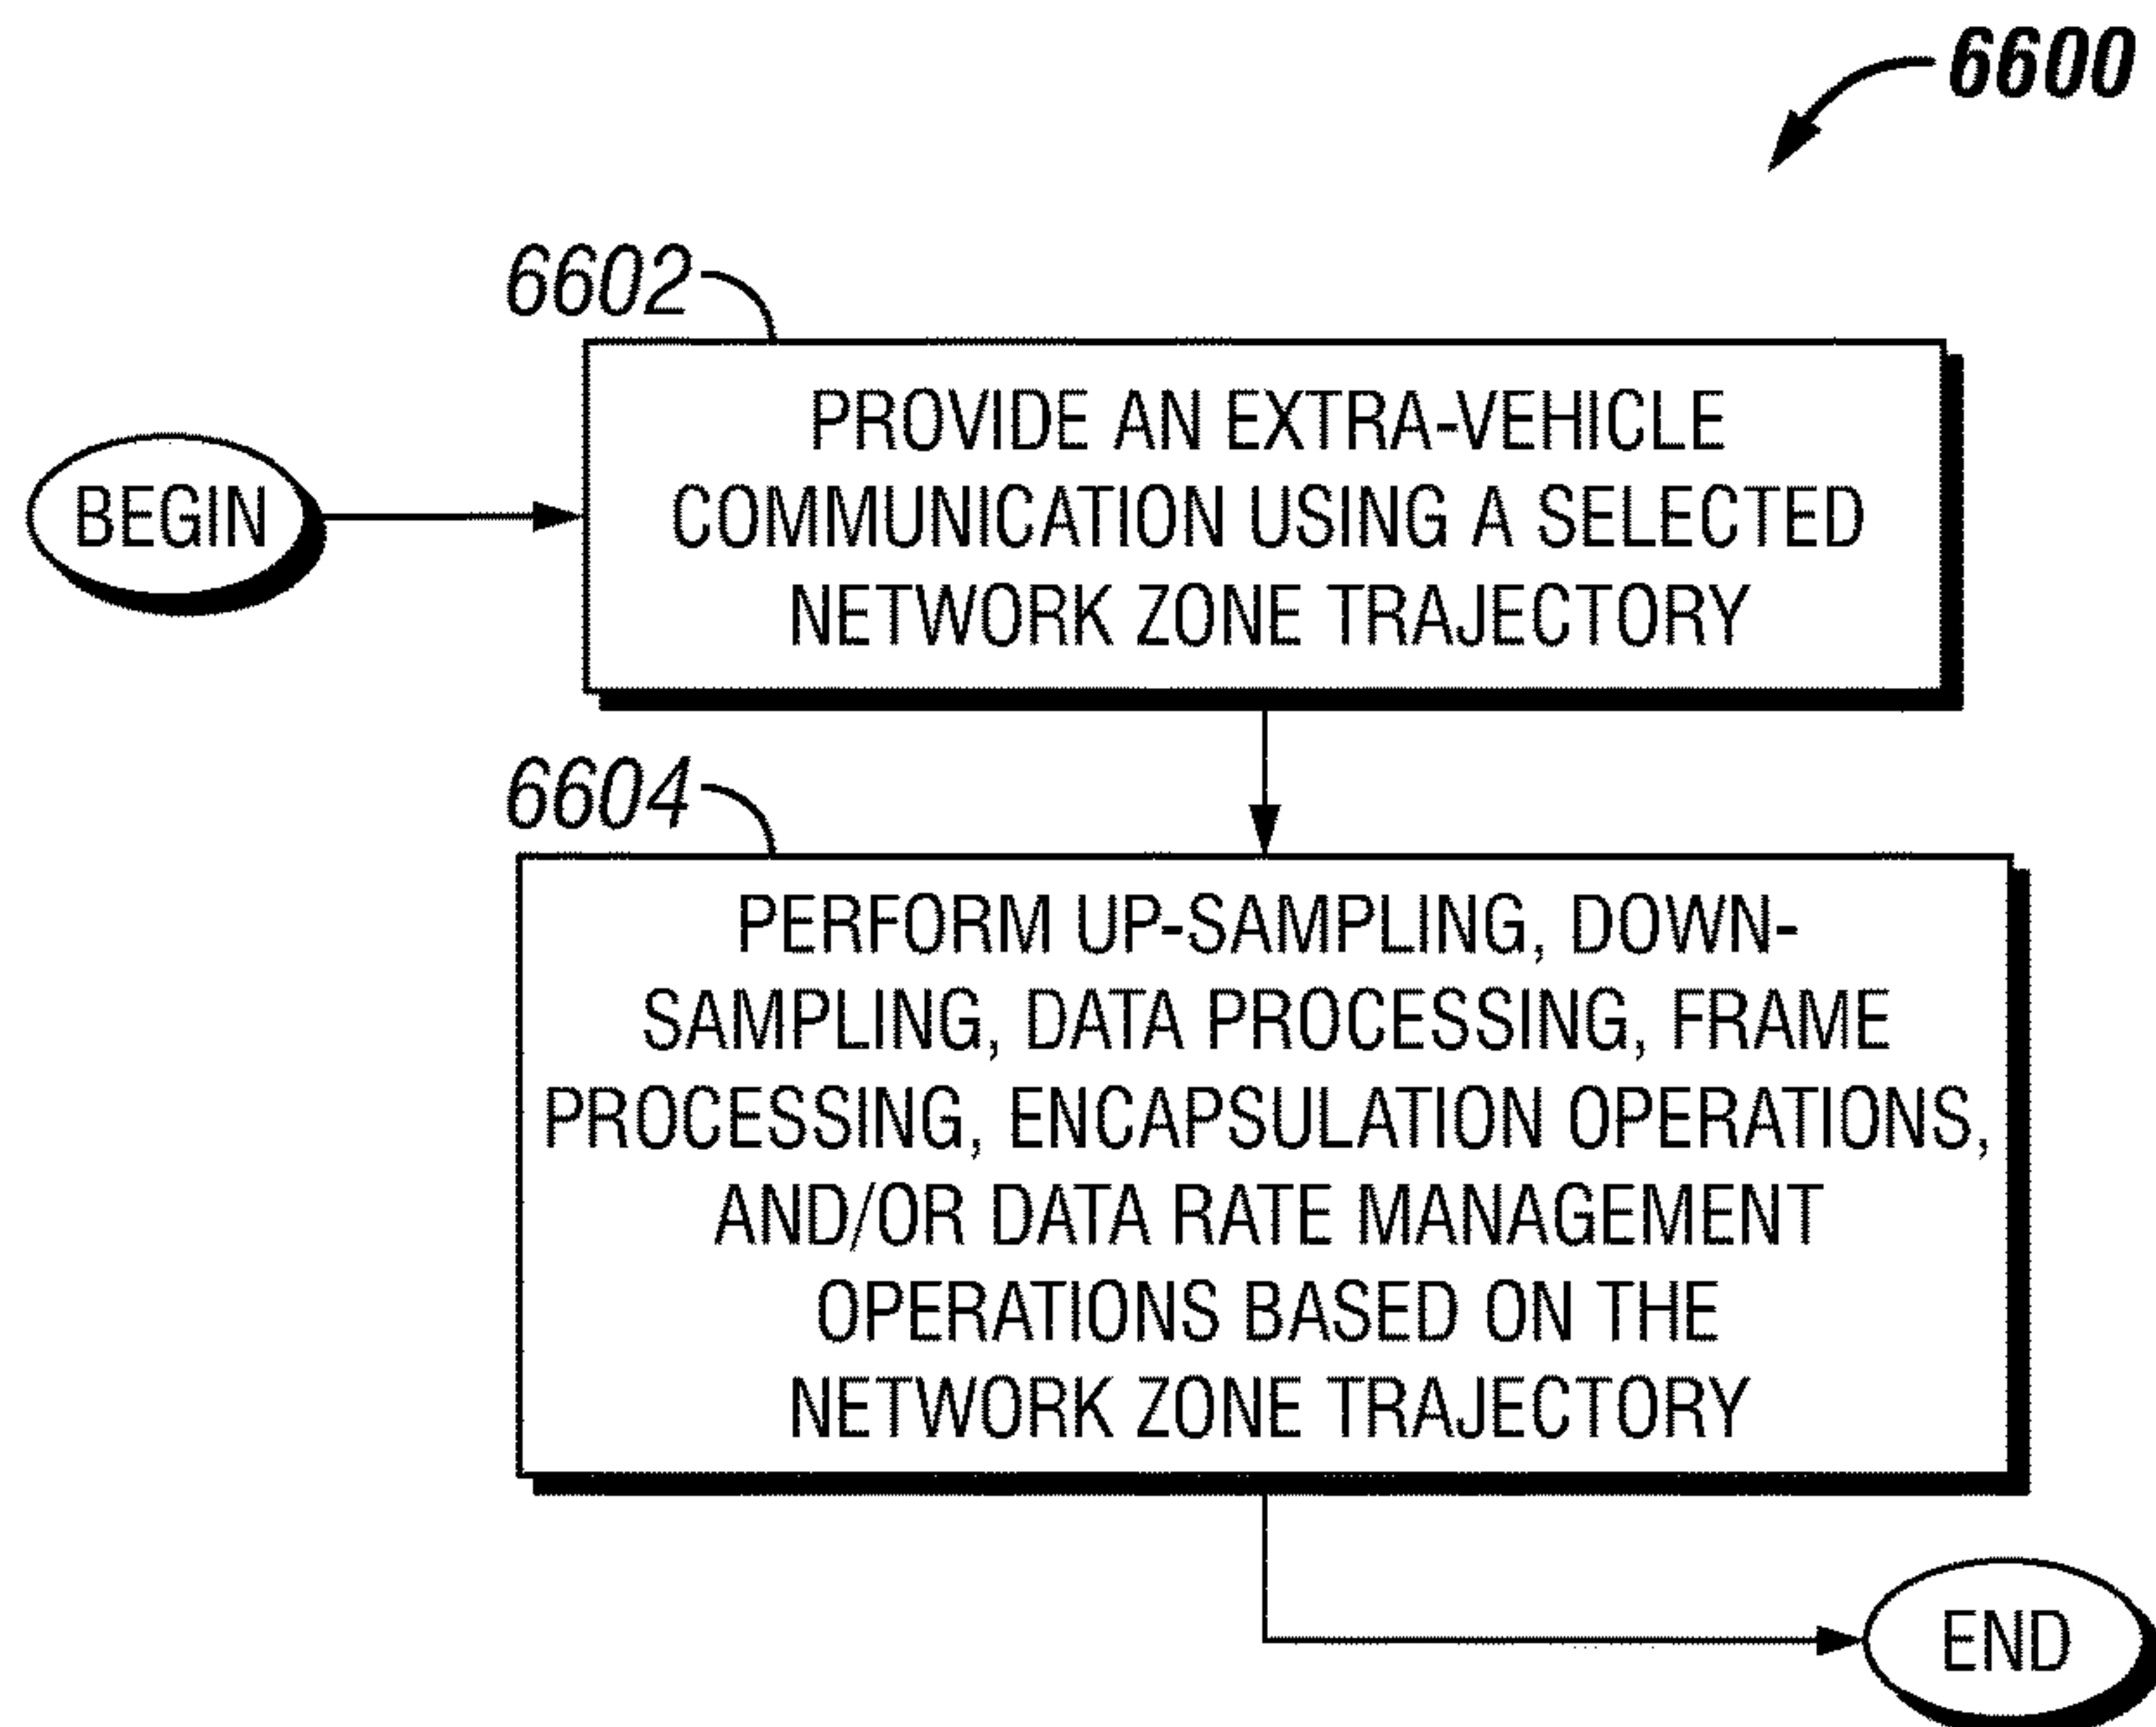 6600
6602
PROVIDE AN EXTRA-VEHICLE
COMMUNICATION USING A SELECTED
NETWORK ZONE TRAJECTORY
BEGIN
6604
PERFORM UP-SAMPLING, DOWN-
SAMPLING, DATA PROCESSING, FRAME
PROCESSING, ENCAPSULATION OPERATIONS,
AND/OR DATA RATE MANAGEMENT
OPERATIONS BASED ON THE
NETWORK ZONE TRAJECTORY
END